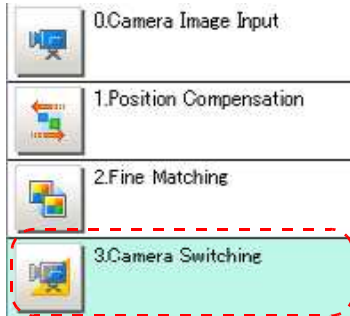 0.Camera Image Input
1.Position Compensation
2.Fine Matching
3.Camera Switching